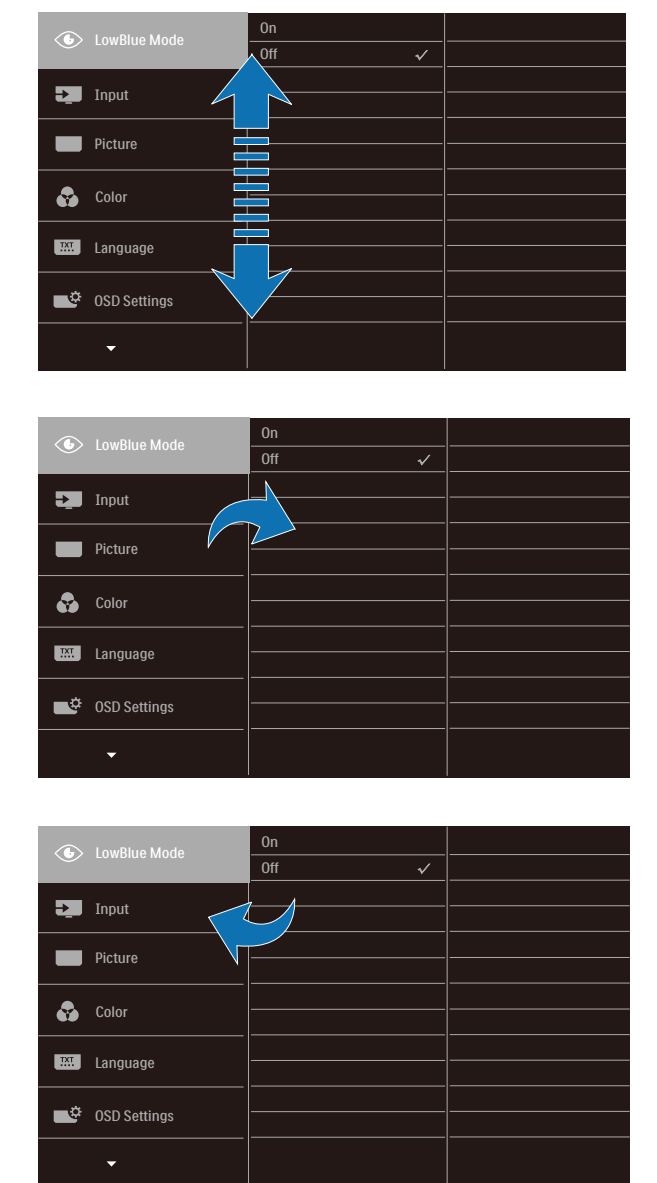 LowBlue Mode
On
Off
Input
Picture
Color
TXT
Language
OSD Settings
LowBlue Mode
On
Off
Input
Picture
Color
TXT
Language
OSD Settings
LowBlue Mode
On
Off
Input
Picture
Color
TXT
Language
OSD Settings